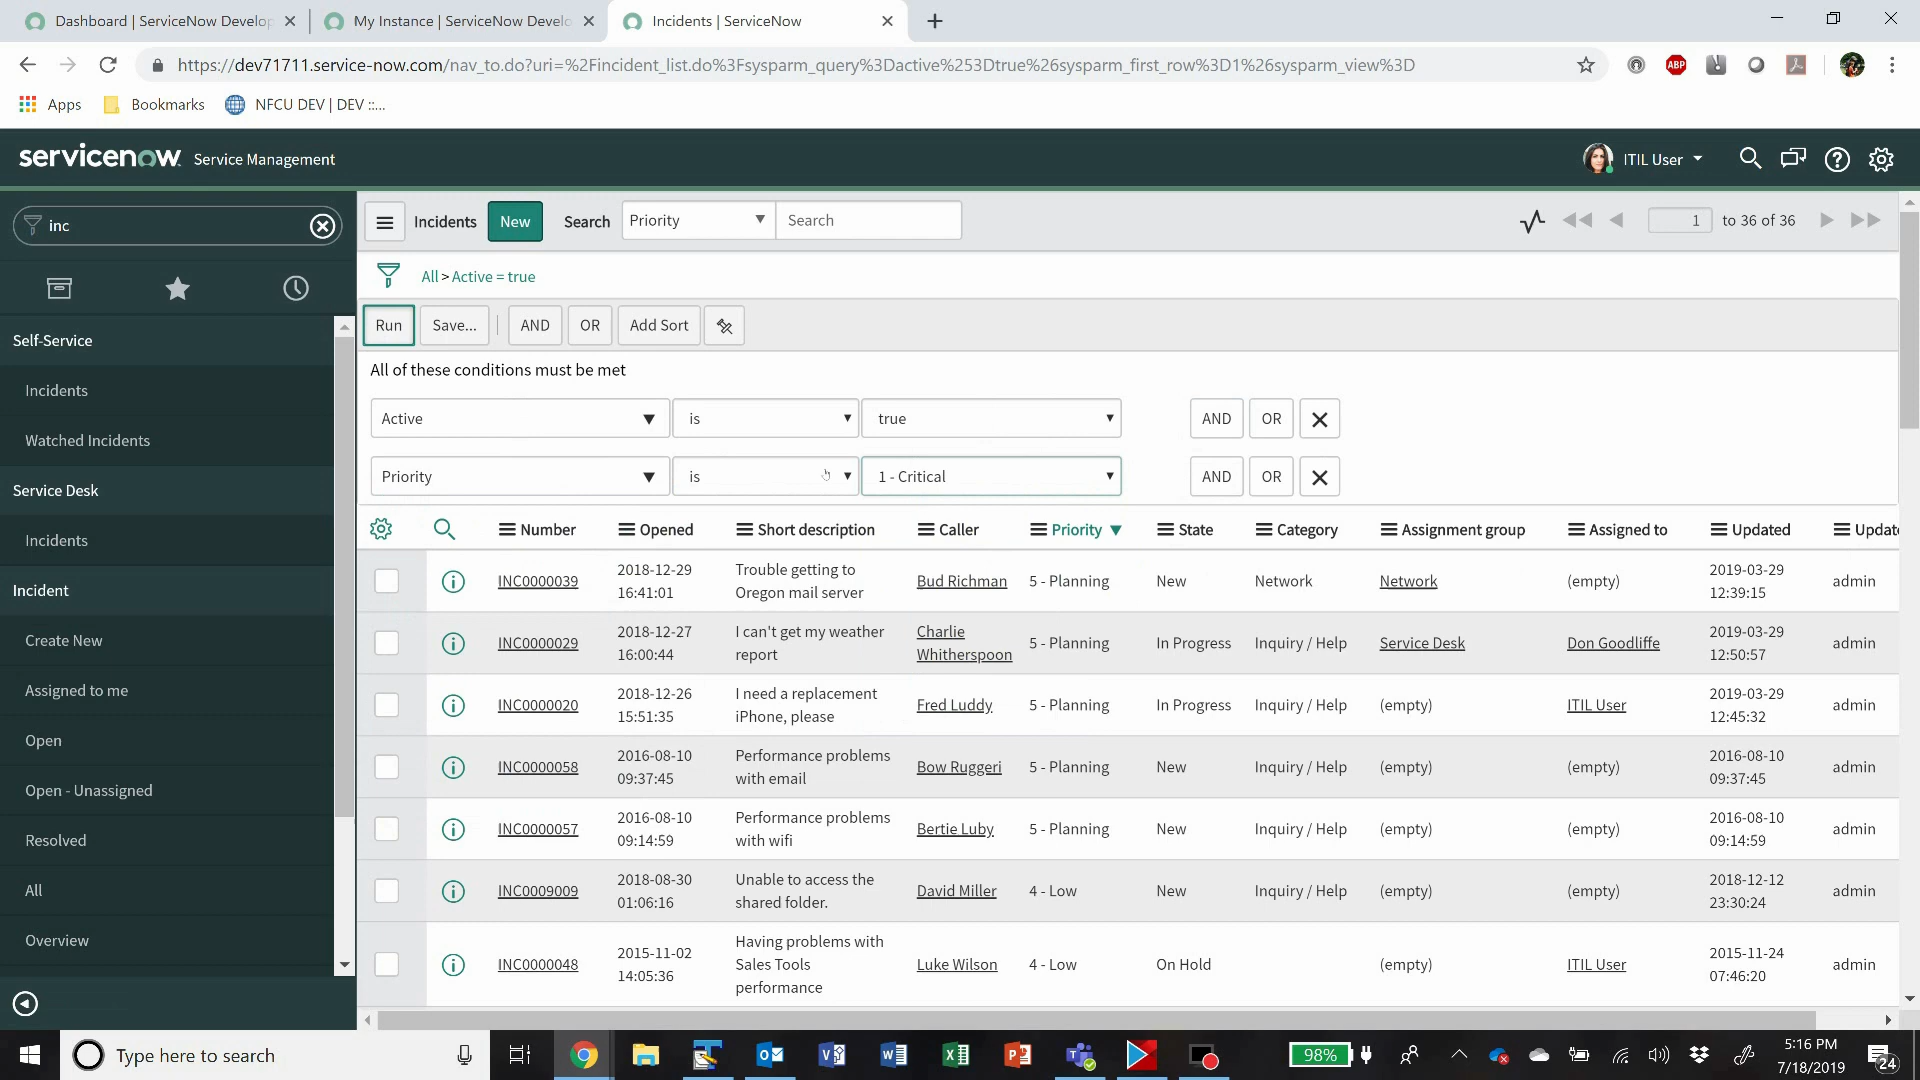 Dashboard | ServiceNow Develop
My Instance | ServiceNow Develo
Incidents | ServiceNow
https://dev71711.service-now.com/nav_to.do?uri=%2Fincident_list.do%3Fsysparm_query%3Dactive%253Dtrue%26sysparm_first_row%3D1%26sysparm_view%3D
ABP
Apps
Bookmarks
NFCU DEV | DEV ::...
servicenow Service Management
ITIL User
inc
Self-Service
Incidents
Watched Incidents
Service Desk
Incidents
Incident
Create New
Assigned to me
Open
Open - Unassigned
Resolved
All
Overview
Incidents New Search Priority Search
1 to 36 of 36
All > Active = true
Run Save... AND OR Add Sort
All of these conditions must be met
Active is true AND OR
Priority is 1 - Critical AND OR
Number Opened Short description Caller Priority State Category Assignment group Assigned to Updated Update
INC0000039 2018-12-29 16:41:01 Trouble getting to Oregon mail server Bud Richman 5 - Planning New Network Network (empty) 2019-03-29 12:39:15 admin
INC0000029 2018-12-27 16:00:44 I can't get my weather report Charlie Whitherspoon 5 - Planning In Progress Inquiry / Help Service Desk Don Goodliffe 2019-03-29 12:50:57 admin
INC0000020 2018-12-26 15:51:35 I need a replacement iPhone, please Fred Luddy 5 - Planning In Progress Inquiry / Help (empty) ITIL User 2019-03-29 12:45:32 admin
INC0000058 2016-08-10 09:37:45 Performance problems with email Bow Ruggeri 5 - Planning New Inquiry / Help (empty) (empty) 2016-08-10 09:37:45 admin
INC0000057 2016-08-10 09:14:59 Performance problems with wifi Bertie Luby 5 - Planning New Inquiry / Help (empty) (empty) 2016-08-10 09:14:59 admin
INC0009009 2018-08-30 01:06:16 Unable to access the shared folder. David Miller 4 - Low New Inquiry / Help (empty) (empty) 2018-12-12 23:30:24 admin
INC0000048 2015-11-02 14:05:36 Having problems with Sales Tools performance Luke Wilson 4 - Low On Hold (empty) ITIL User 2015-11-24 07:46:20 admin
Type here to search
98%
5:16 PM
7/18/2019
24